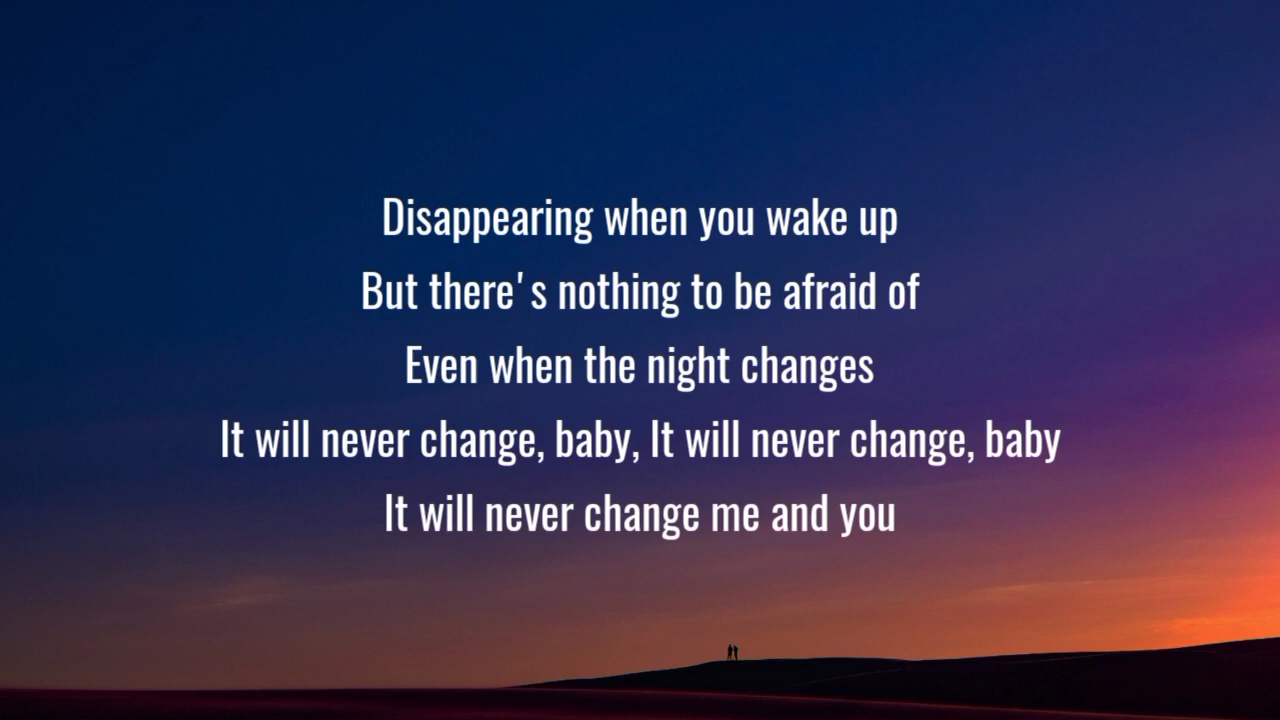 Disappearing when you wake up
But there's nothing to be afraid of
Even when the night changes
It will never change, baby, It will never change, baby
It will never change me and you